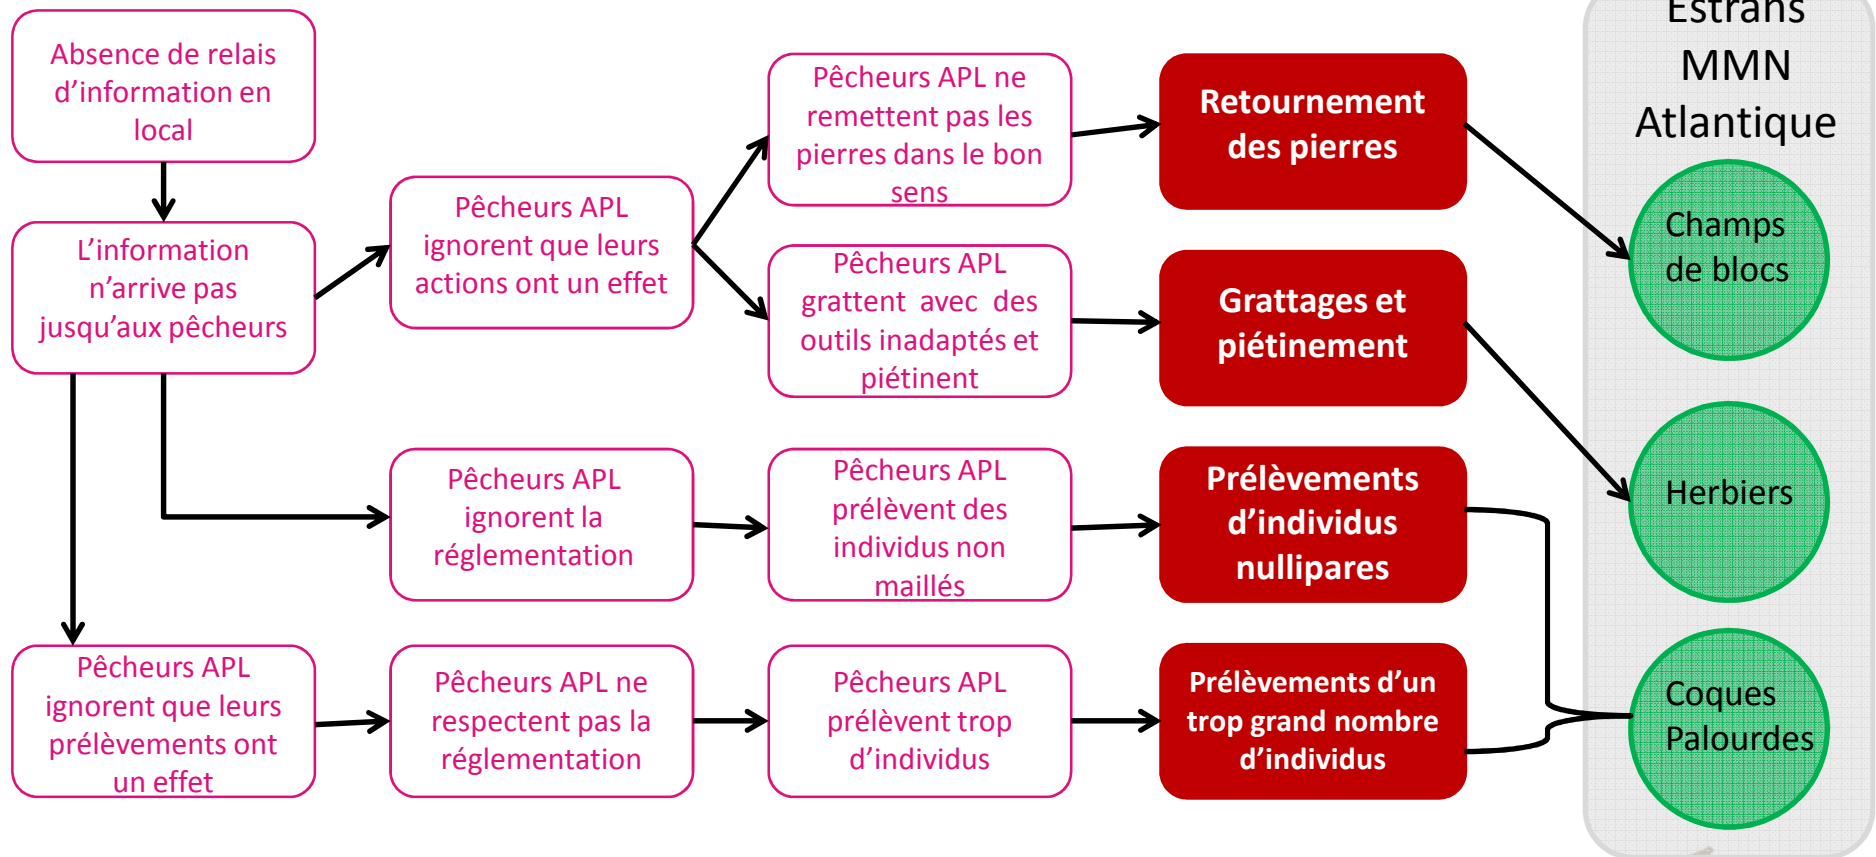 Absence de relais
d'information en
local
L'information
n'arrive pas
jusqu'aux pêcheurs
Pêcheurs APL
ignorent que leurs
prélèvements ont
un effet
Pêcheurs APL
ignorent que leurs
actions ont un effet
Pêcheurs APL
ignorent la
réglementation
Pêcheurs APL ne
respectent pas la
réglementation
Pêcheurs APL ne
remettent pas les
pierres dans le bon
sens
Pêcheurs APL
grattent avec des
outils inadaptés et
piétinent
Pêcheurs APL
prélèvent des
individus non
maillés
Pêcheurs APL
prélèvent trop
d'individus
Retournement
des pierres
Grattages et
piétinement
Prélèvements
d'individus
nullipares
Prélèvements d'un
trop grand nombre
d'individus
Estrans
MMN
Atlantique
Champs
de blocs
Herbiers
Coques
Palourdes